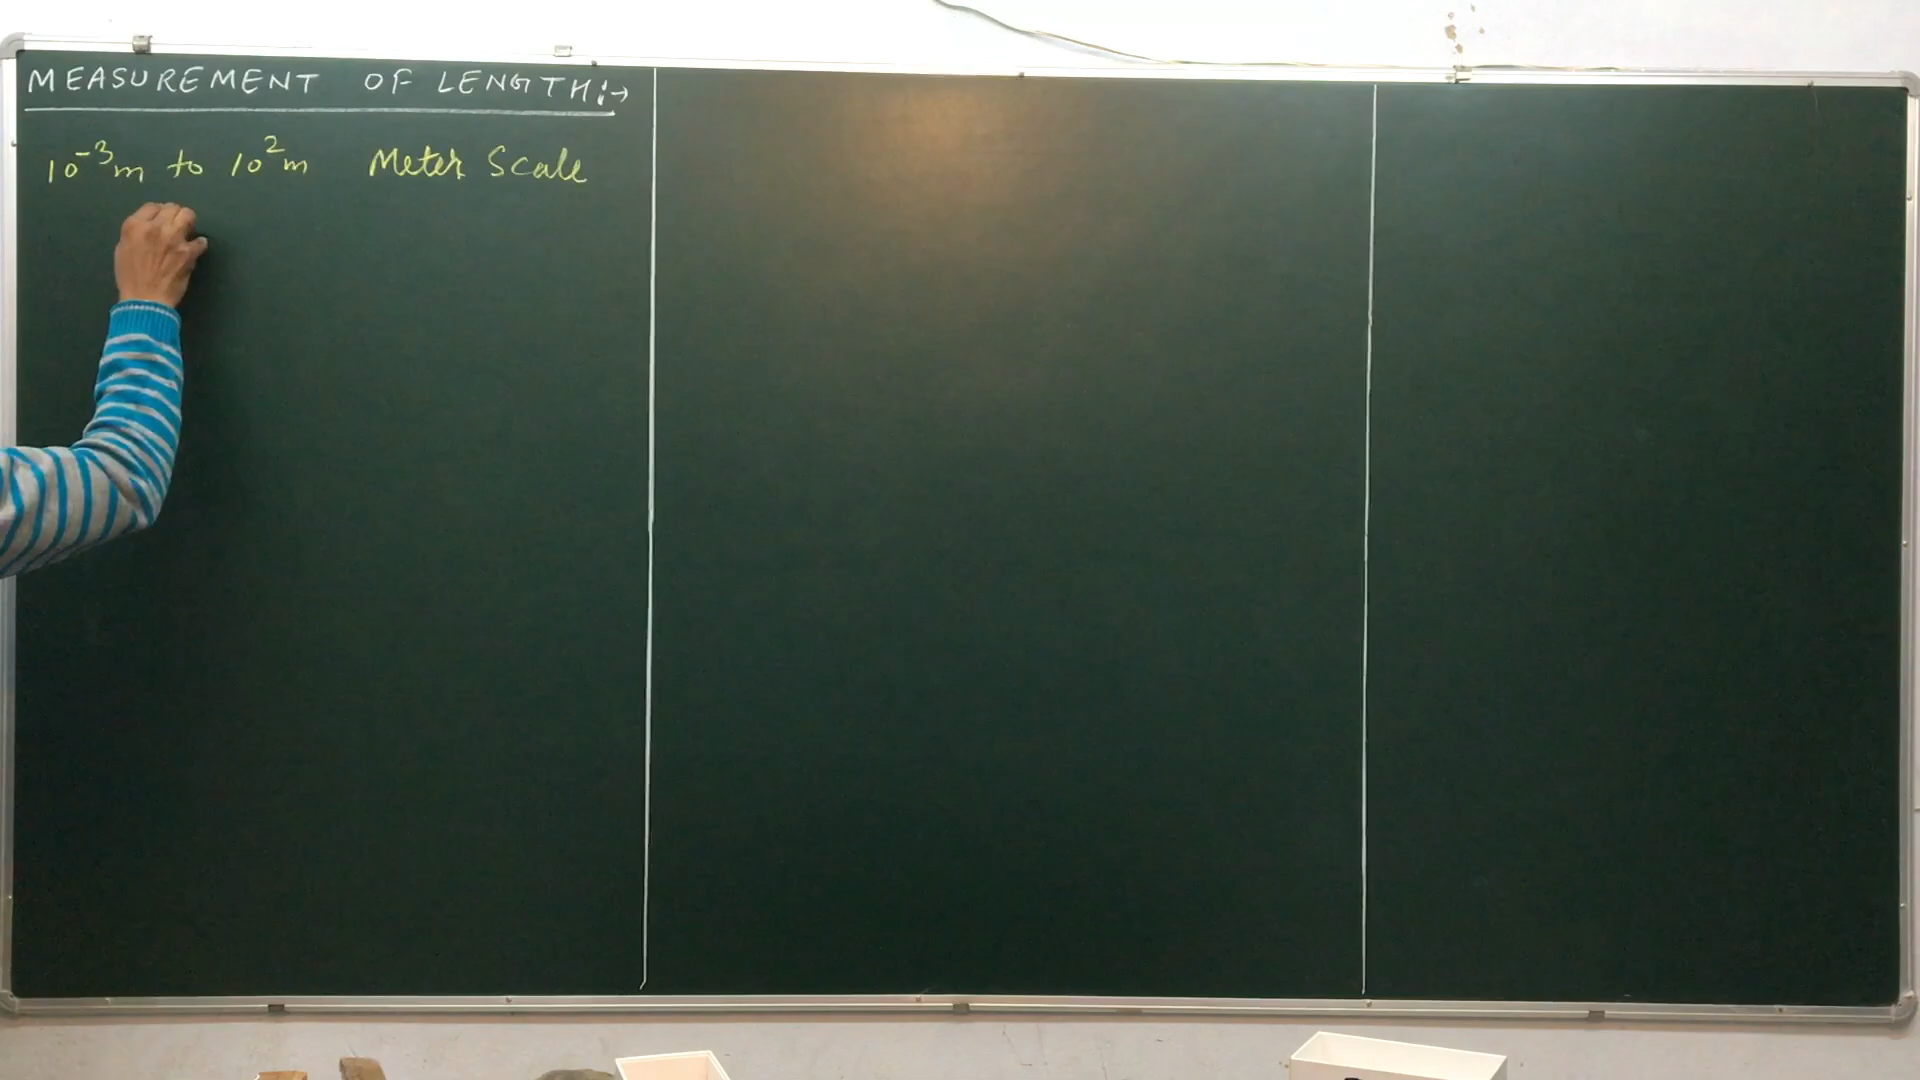 MEASUREMENT OF LENGTH:→
10⁻³m to 10²m Meter Scale